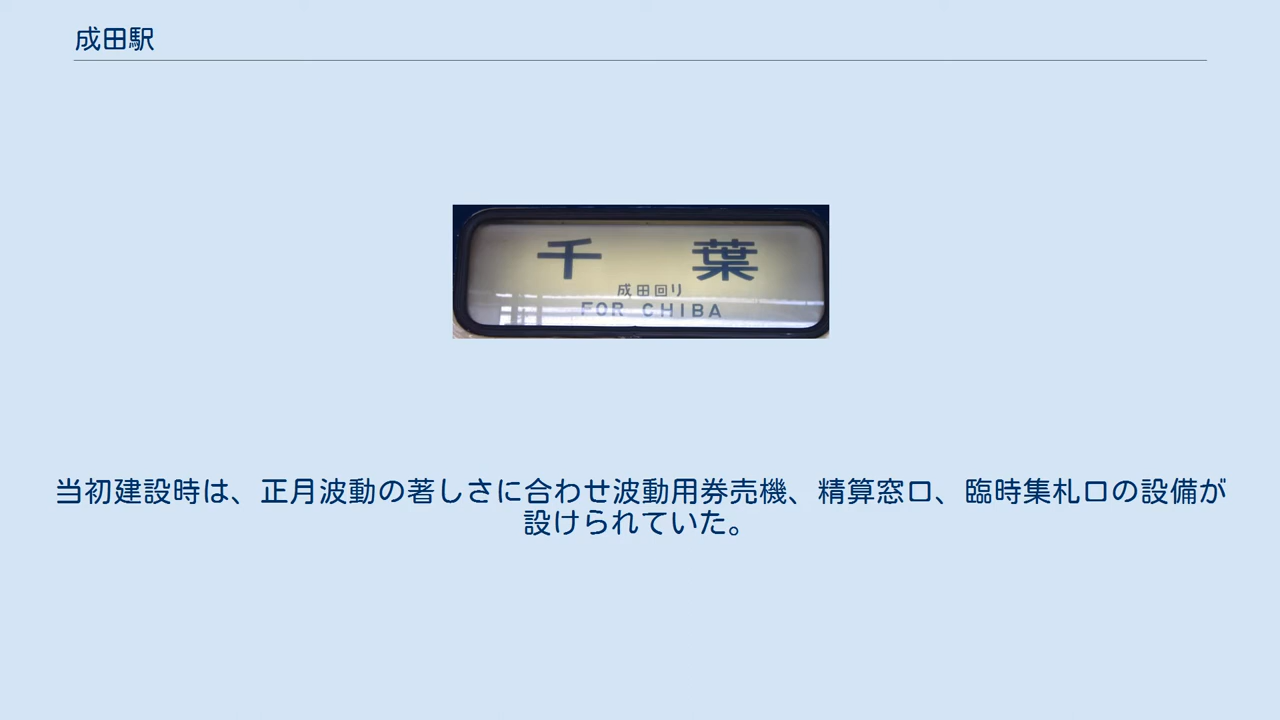 成田駅
千葉
成田回り
FOR CHIBA
当初建設時は、正月波動の著しさに合わせ波動用券売機、精算窓口、臨時集札口の設備が
設けられていた。